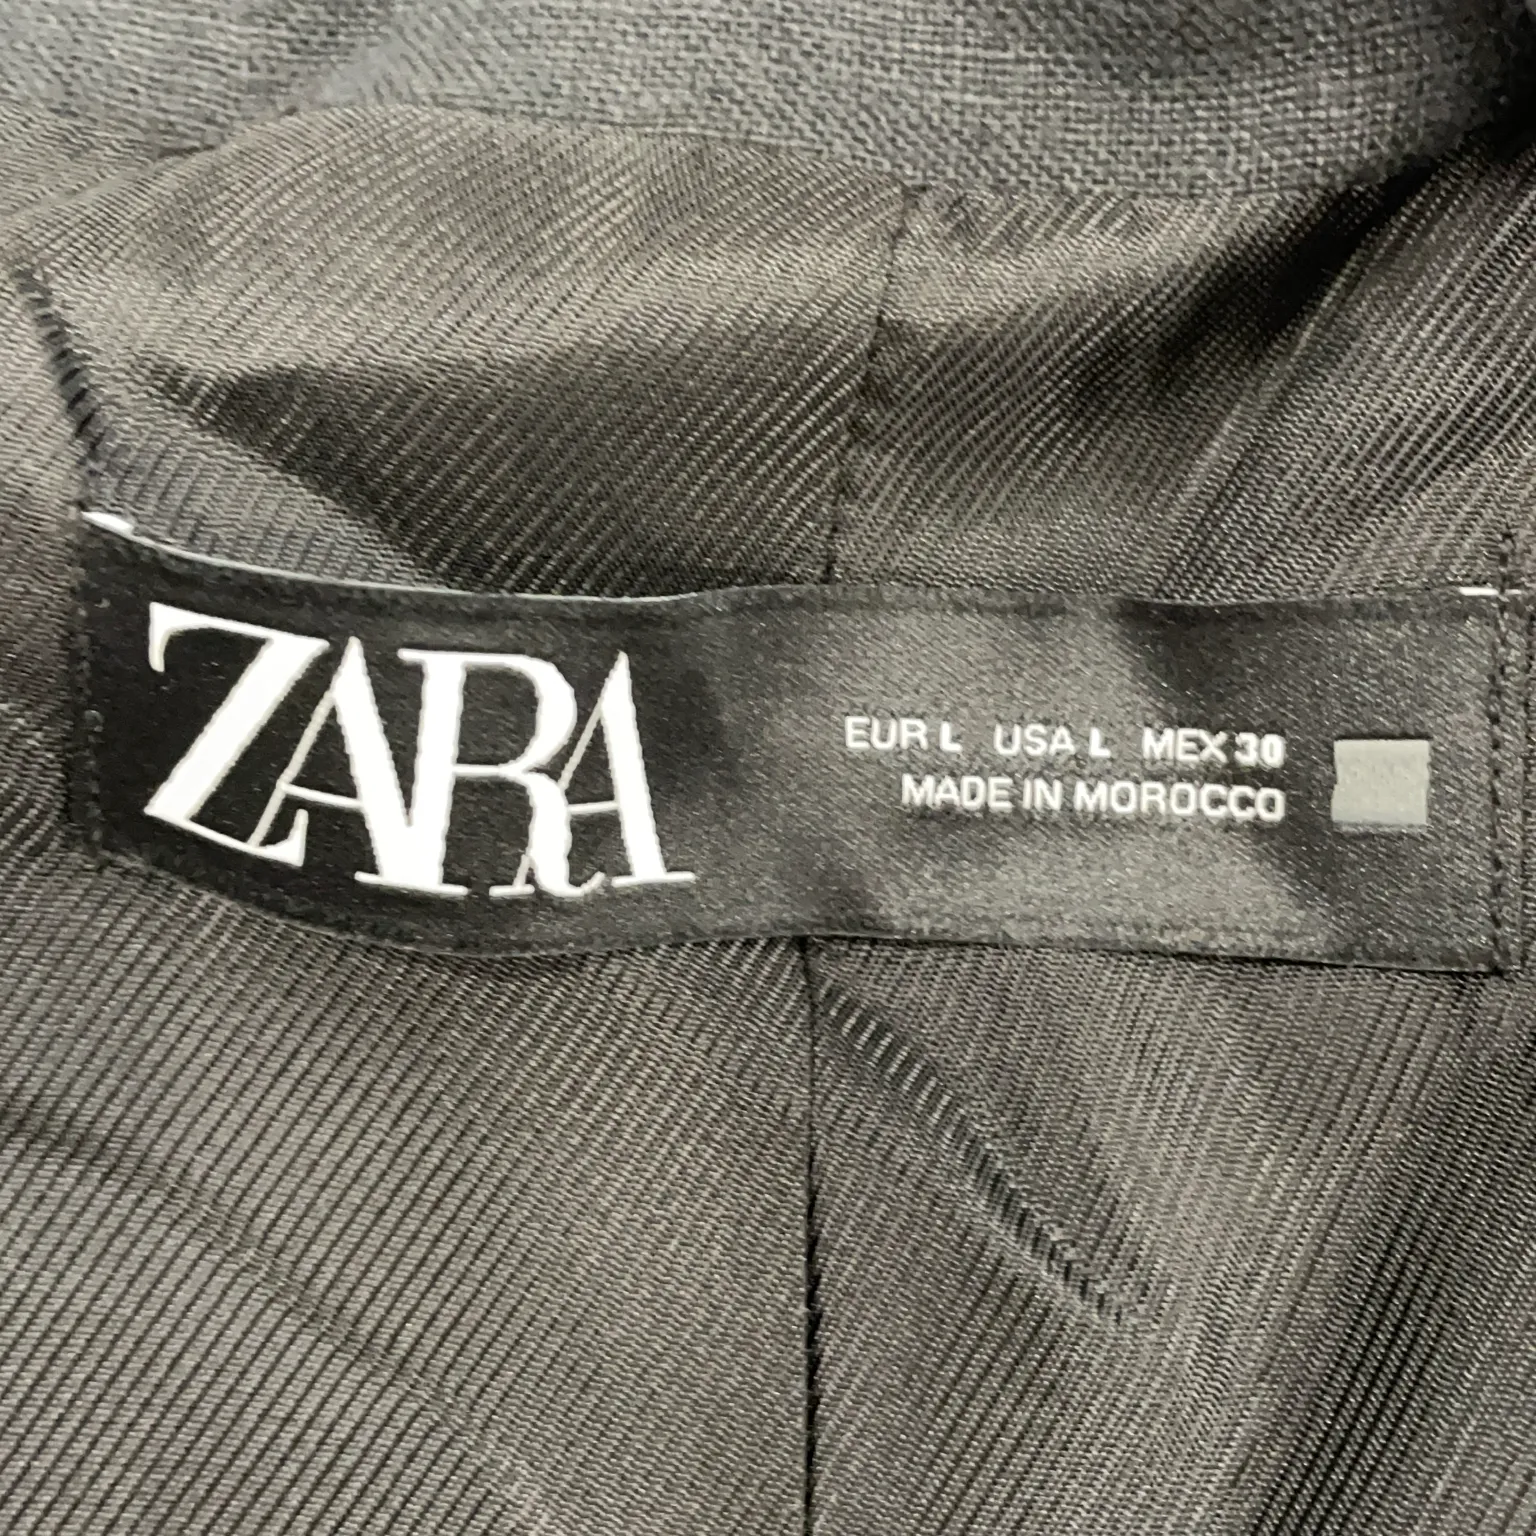 ZARA
EUR L USA L MEX 30
MADE IN MOROCCO